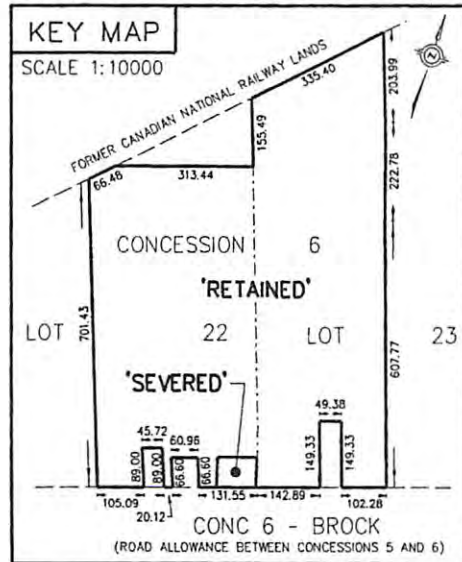 KEY MAP
SCALE 1:10000
FORMER CANADIAN NATIONAL RAILWAY LANDS
335.40
203.99
155.49
66.48
313.44
222.78
CONCESSION 6
'RETAINED'
701.43
LOT 22 LOT 23
607.77
'SEVERED'
49.38
45.72
60.96
89.00
89.00
66.60
66.60
149.33
149.33
105.09
20.12
131.55
142.89
102.28
CONC 6 - BROCK
(ROAD ALLOWANCE BETWEEN CONCESSIONS 5 AND 6)